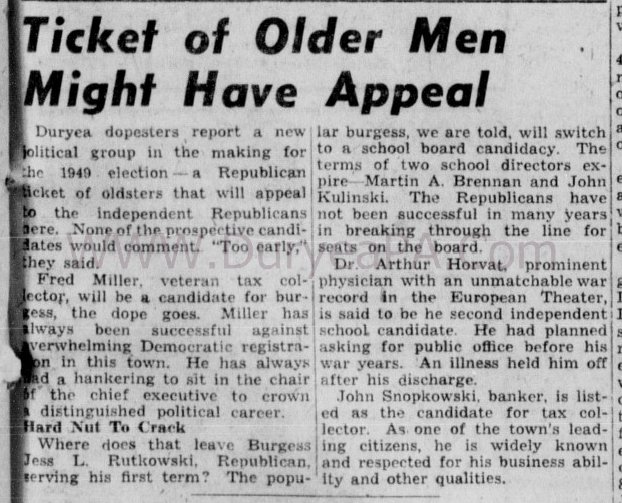 Ticket of Older Men
Might Have Appeal
Duryea dopesters report a new
political group in the making for
the 1949 election — a Republican
ticket of oldsters that will appeal
to the independent Republicans
here. None of the prospective candi-
dates would comment. "Too early,"
they said.
Fred Miller, veteran tax col-
lector, will be a candidate for bur-
gess, the dope goes. Miller has
always been successful against
overwhelming Democratic registra-
tion in this town. He has always
had a hankering to sit in the chair
of the chief executive to crown
a distinguished political career.
Hard Nut To Crack
Where does that leave Burgess
Jess L. Rutkowski, Republican,
serving his first term? The popu-
lar burgess, we are told, will switch
to a school board candidacy. The
terms of two school directors ex-
pire—Martin A. Brennan and John
Kulinski. The Republicans have
not been successful in many years
in breaking through the line for
seats on the board.
Dr. Arthur Horvat, prominent
physician with an unmatchable war
record in the European Theater,
is said to be he second independent
school candidate. He had planned
asking for public office before his
war years. An illness held him off
after his discharge.
John Snopkowski, banker, is list-
ed as the candidate for tax col-
lector. As one of the town's lead-
ing citizens, he is widely known
and respected for his business abil-
ity and other qualities.
www.DuryeaPA.com